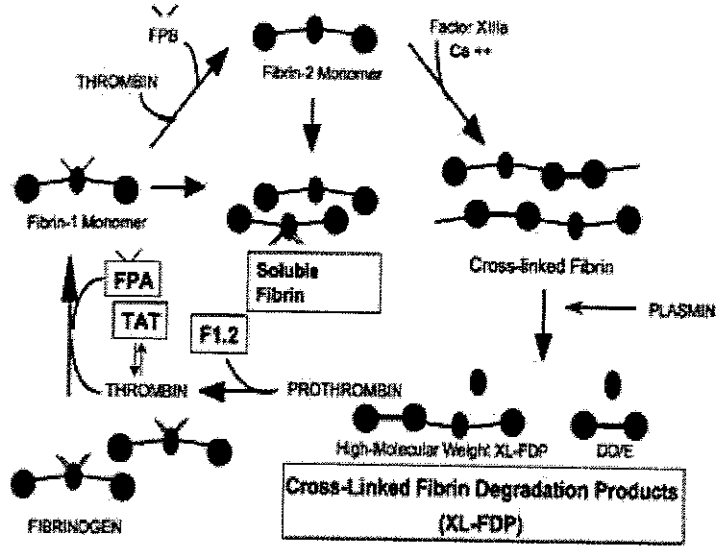 FPB
THROMBIN
Fibrin-2 Monomer
Factor XIIIa
Ca ++
Fibrin-1 Monomer
Soluble
Fibrin
Cross-linked Fibrin
FPA
TAT
F1.2
PLASMIN
THROMBIN
PROTHROMBIN
High-Molecular Weight XL-FDP
DD/E
FIBRINOGEN
Cross-Linked Fibrin Degradation Products
(XL-FDP)